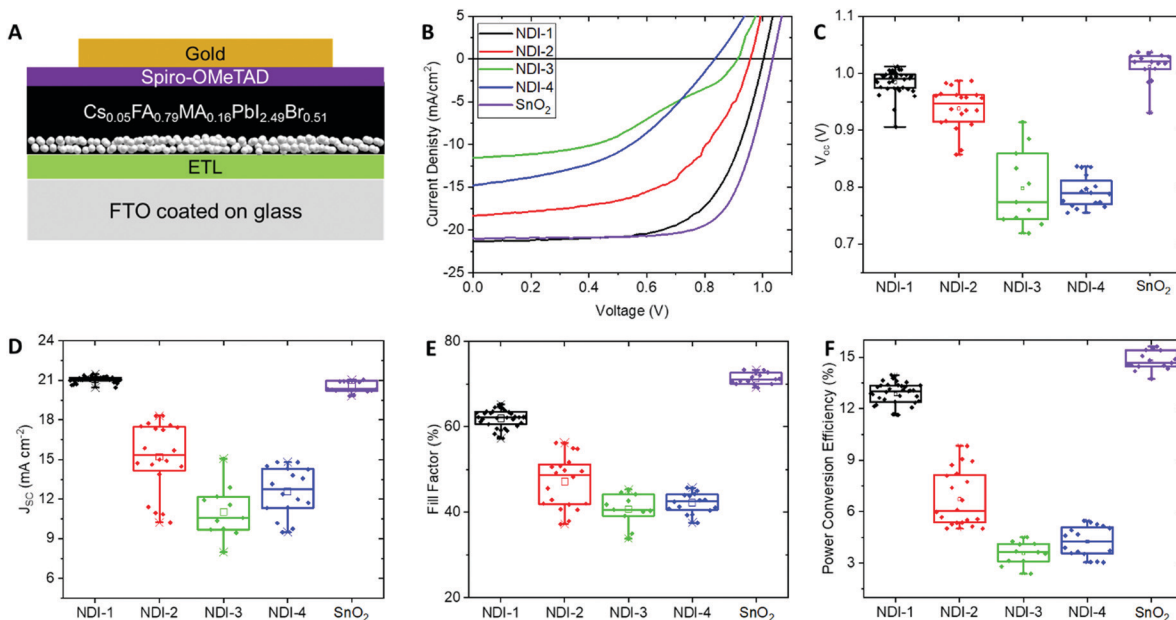 A
Gold
Spiro-OMeTAD
Cs0.05FA0.79MA0.16PbI2.49Br0.51
ETL
FTO coated on glass
B
5
0
-5
-10
-15
-20
-25
0.0 0.2 0.4 0.6 0.8 1.0
Voltage (V)
Current Denisty (mA/cm²)
NDI-1
NDI-2
NDI-3
NDI-4
SnO₂
C
1.1
1.0
0.9
0.8
0.7
Voc (V)
NDI-1 NDI-2 NDI-3 NDI-4 SnO₂
D
24
21
18
15
12
9
6
JSC (mA cm⁻²)
NDI-1 NDI-2 NDI-3 NDI-4 SnO₂
E
80
60
40
20
Fill Factor (%)
NDI-1 NDI-2 NDI-3 NDI-4 SnO₂
F
15
12
9
6
3
Power Conversion Efficiency (%)
NDI-1 NDI-2 NDI-3 NDI-4 SnO₂